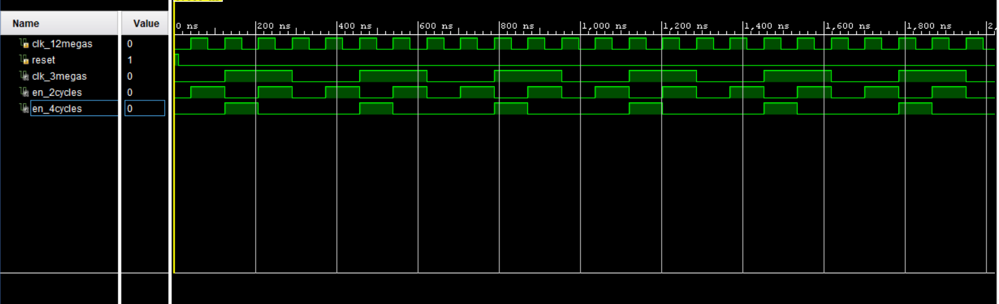 Name Value
0 ns 200 ns 400 ns 600 ns 800 ns 1,000 ns 1,200 ns 1,400 ns 1,600 ns 1,800 ns 2,
clk_12megas 0
reset 1
clk_3megas 0
en_2cycles 0
en_4cycles 0